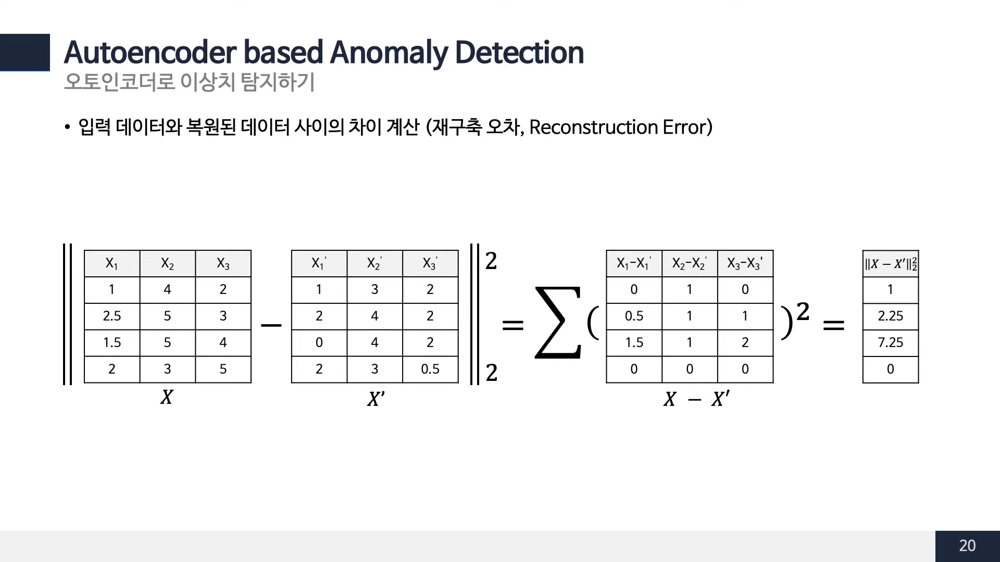 Autoencoder based Anomaly Detection
오토인코더로 이상치 탐지하기
• 입력 데이터와 복원된 데이터 사이의 차이 계산 (재구축 오차, Reconstruction Error)
X₁ X₂ X₃
1 4 2
2.5 5 3
1.5 5 4
2 3 5
X
−
X₁' X₂' X₃'
1 3 2
2 4 2
0 4 2
2 3 0.5
X’
2
2
= ∑ (
X₁-X₁' X₂-X₂' X₃-X₃'
0 1 0
0.5 1 1
1.5 1 2
0 0 0
X − X′
)² =
‖X − X′‖₂²
1
2.25
7.25
0
20